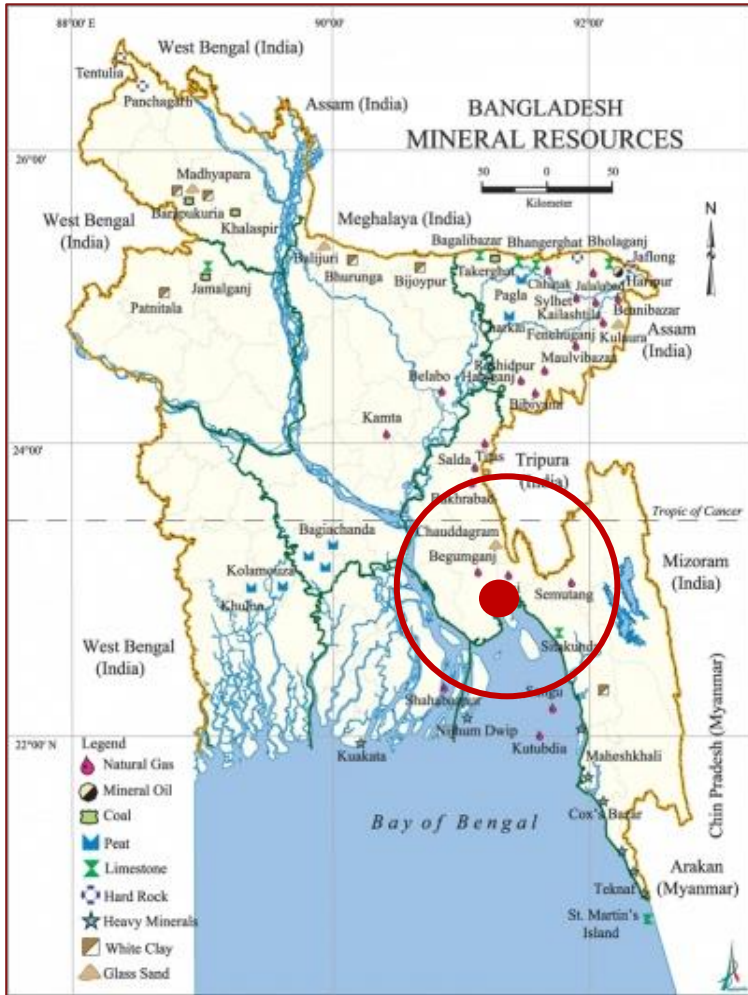 88°00' E
90°00'
92°00'
West Bengal (India)
Tentulia
Panchagarh
Assam (India)
BANGLADESH
MINERAL RESOURCES
26°00'
50
0
50
Kilometer
N
Madhyapara
Barapukuria
Khalaspir
West Bengal
(India)
Meghalaya (India)
Balijuri
Bhurunga
Bijoypur
Bagalibazar
Bhangerghat
Bholaganj
Takerghat
Jaflong
Chhatak
Jalalabad
Haripur
Pagla
Sylhet
Kailashtila
Beanibazar
Jamalganj
Patnitala
Fenchuganj
Kulaura
Assam
(India)
Maulvibazar
Rashidpur
Habiganj
Belabo
Bibiyana
Kamta
24°00'
Salda
Titas
Tripura
(India)
Bakhrabad
Tropic of Cancer
Chauddagram
Bagiachanda
Begumganj
Kolamouza
Khulna
Semutang
Mizoram
(India)
West Bengal
(India)
Sitakunda
Shahabazpur
Sangu
22°00' N
Nijhum Dwip
Kutubdia
Kuakata
Maheshkhali
Chin Pradesh (Myanmar)
Cox's Bazar
Bay of Bengal
Arakan
(Myanmar)
Teknaf
St. Martin's
Island
Legend
Natural Gas
Mineral Oil
Coal
Peat
Limestone
Hard Rock
Heavy Minerals
White Clay
Glass Sand